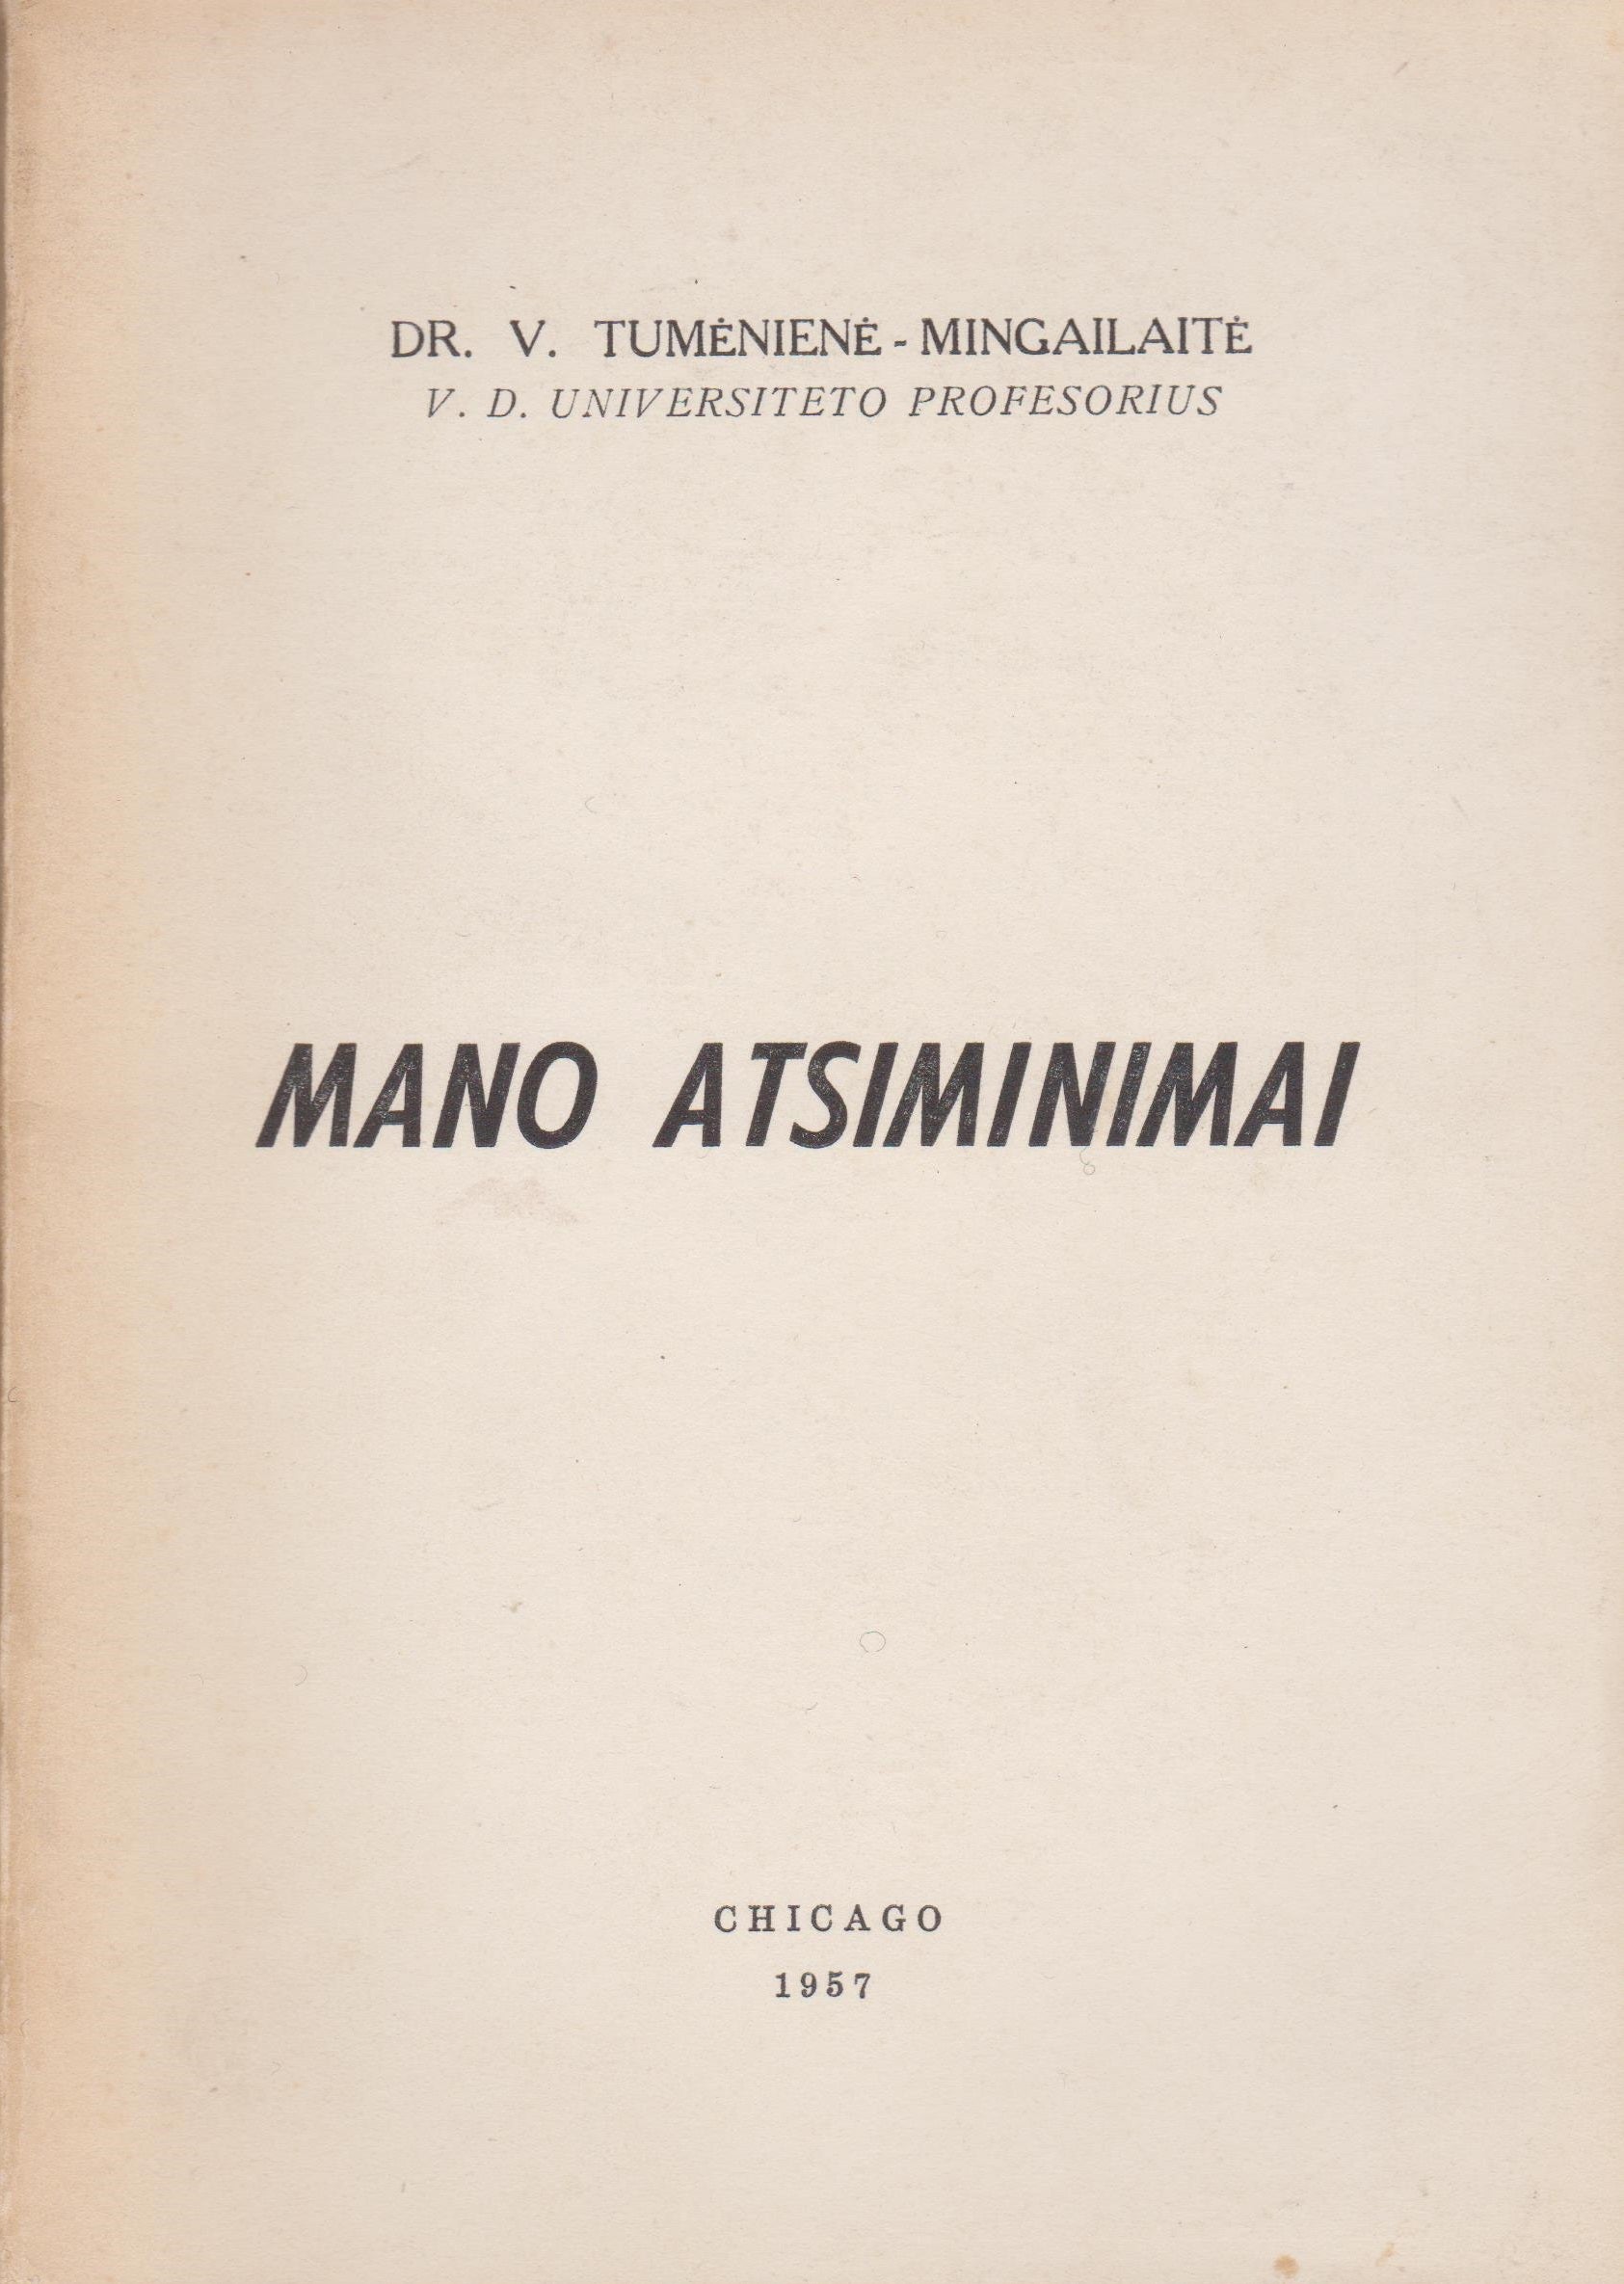 DR. V. TUMĖNIENĖ - MINGAILAITĖ
V. D. UNIVERSITETO PROFESORIUS
MANO ATSIMINIMAI
CHICAGO
1957